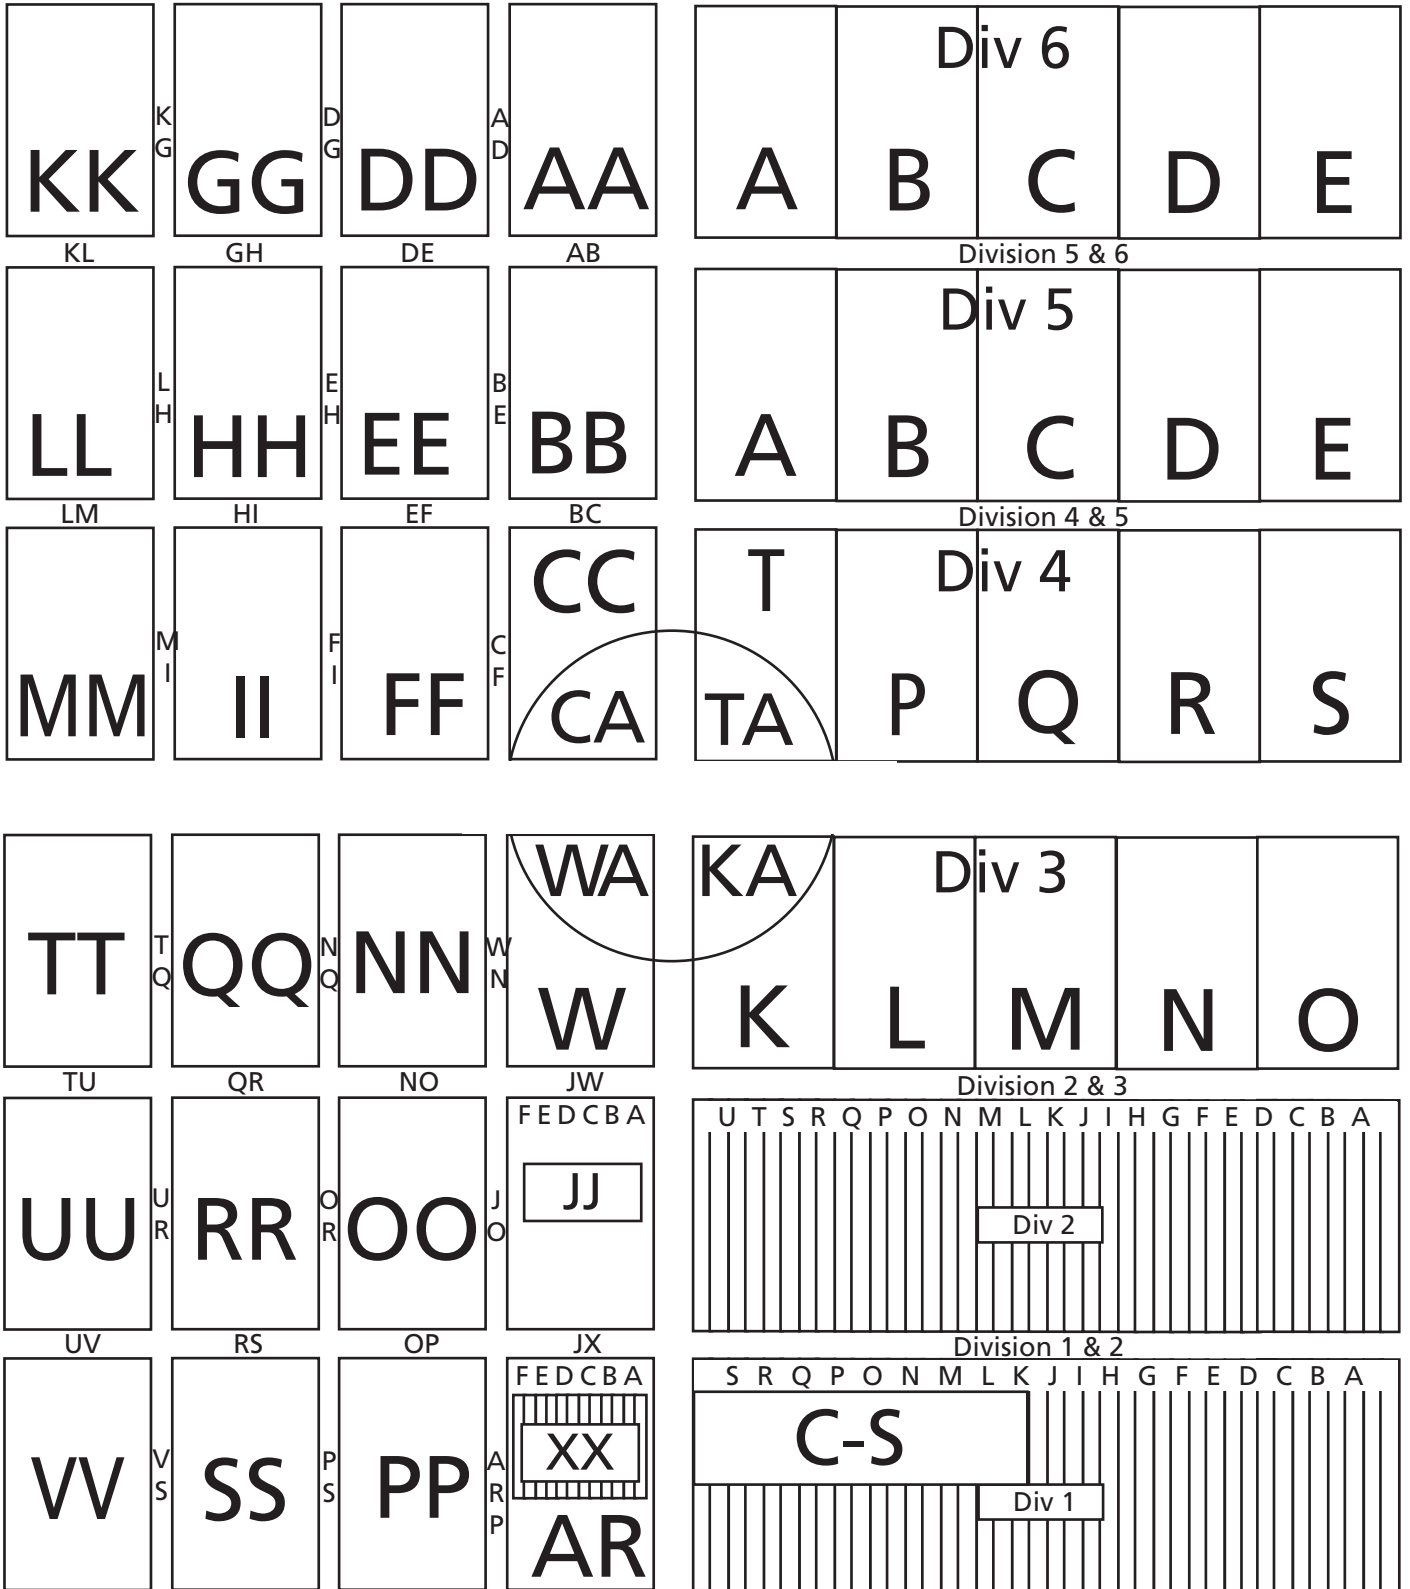 Div 6
K G
D G
A D
KK GG DD AA A B C D E
KL GH DE AB Division 5 & 6
Div 5
L H
E H
B E
LL HH EE BB A B C D E
LM HI EF BC Division 4 & 5
CC T Div 4
M I
F I
C F
MM II FF CA TA P Q R S
WA KA Div 3
T Q
N Q
W N
TT QQ NN
W K L M N O
TU QR NO JW Division 2 & 3
F E D C B A U T S R Q P O N M L K J I H G F E D C B A
JJ
U R
O R
J O
UU RR OO Div 2
UV RS OP JX Division 1 & 2
F E D C B A S R Q P O N M L K J I H G F E D C B A
C-S
XX
V S
P S
A R P
VV SS PP Div 1
AR